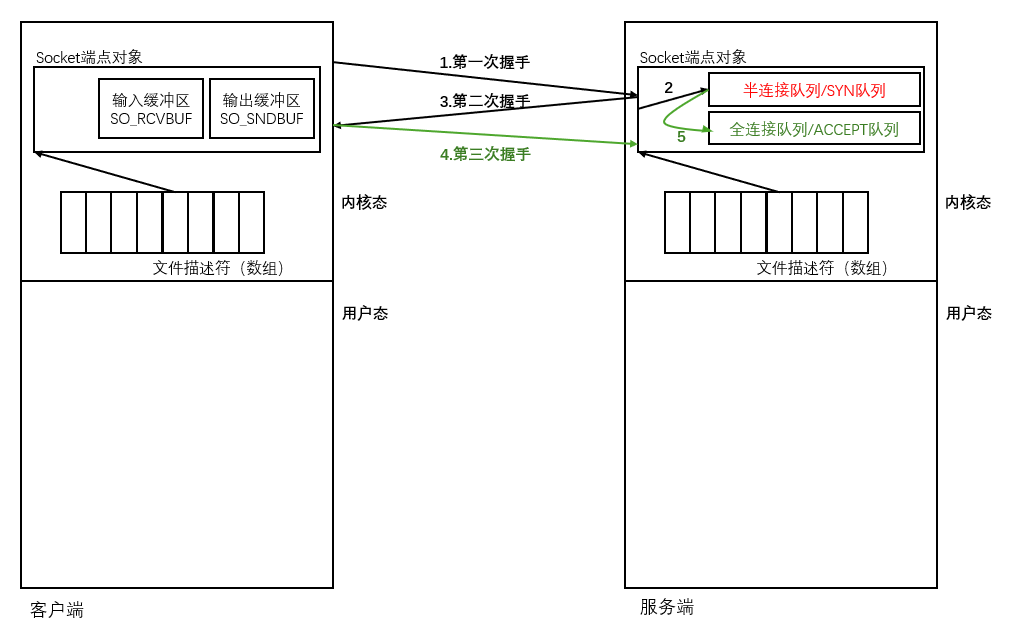 Socket端点对象
输入缓冲区
SO_RCVBUF
输出缓冲区
SO_SNDBUF
文件描述符（数组）
内核态
用户态
客户端
1.第一次握手
3.第二次握手
4.第三次握手
Socket端点对象
2
半连接队列/SYN队列
5
全连接队列/ACCEPT队列
文件描述符（数组）
内核态
用户态
服务端